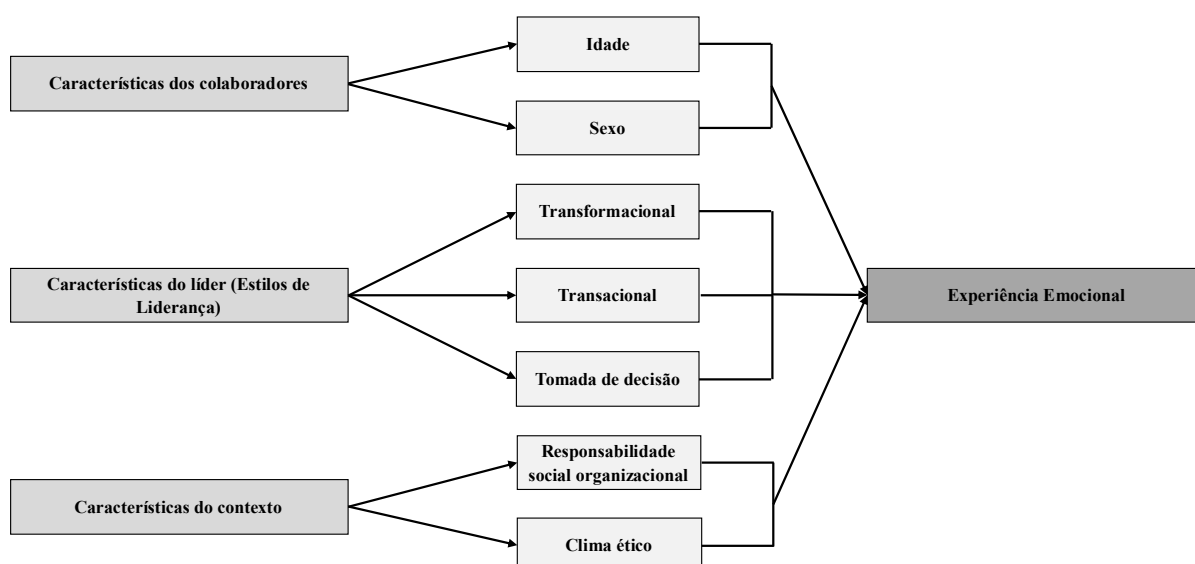 Idade
Característícas dos colaboradores
Sexo
Transformacional
Características do líder (Estilos de
Liderança)
Transacional
Experiência Emocional
Tomada de decisão
Responsabilidade
social organizacional
Características do contexto
Clima ético